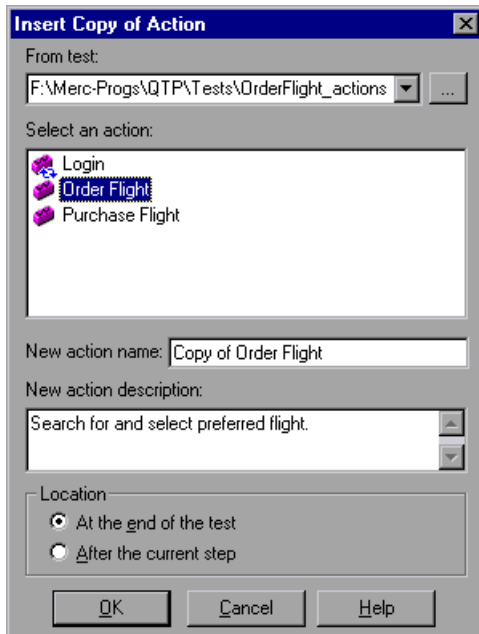 Insert Copy of Action
From test:
F:\Merc-Progs\QTP\Tests\OrderFlight_actions
...
Select an action:
Login
Order Flight
Purchase Flight
New action name: Copy of Order Flight
New action description:
Search for and select preferred flight.
Location
At the end of the test
After the current step
OK Cancel Help